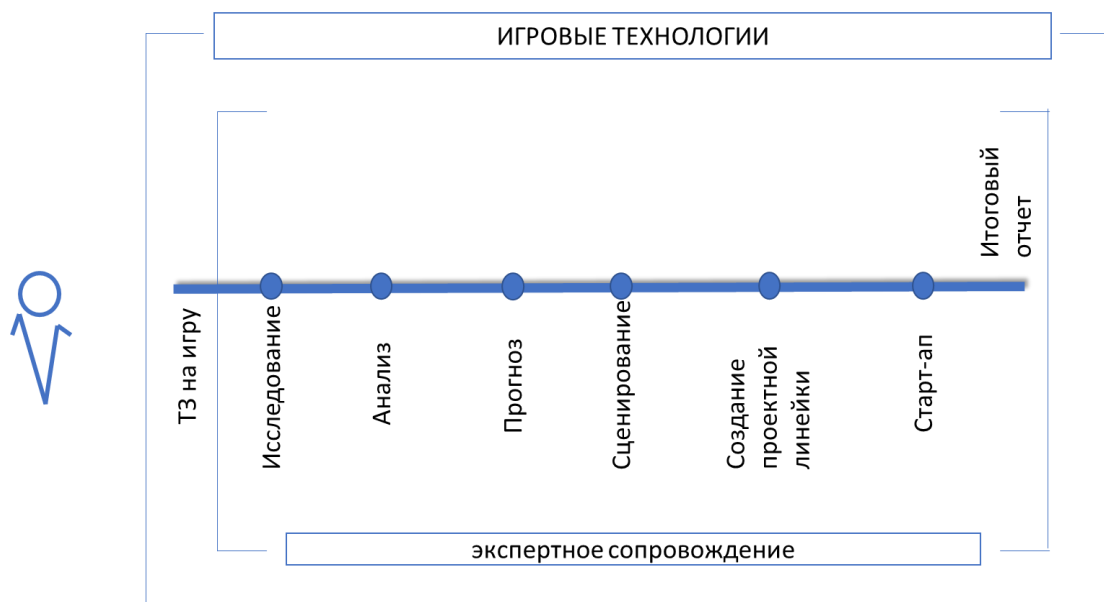 ИГРОВЫЕ ТЕХНОЛОГИИ
Итоговый
отчет
ТЗ на игру
Исследование
Анализ
Прогноз
Сценирование
Создание
проектной
линейки
Старт-ап
экспертное сопровождение